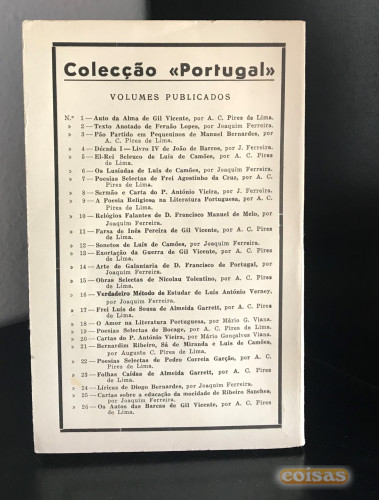 Colecção «Portugal»
VOLUMES PUBLICADOS
N.º 1 — Auto da Alma de Gil Vicente, por A. C. Pires de Lima.
» 2 — Texto Anotado de Fernão Lopes, por Joaquim Ferreira.
» 3 — Pão Partido em Pequeninos de Manuel Bernardes, por
A. C. Pires de Lima.
» 4 — Década I — Livro IV de João de Barros, por J. Ferreira.
» 5 — El-Rei Seleuco de Luís de Camões, por A. C. Pires
de Lima.
» 6 — Os Lusíadas de Luís de Camões, por Joaquim Ferreira.
» 7 — Poesias Selectas de Frei Agostinho da Cruz, por A. C.
Pires de Lima.
» 8 — Sermão e Carta do P. António Vieira, por J. Ferreira.
» 9 — A Poesia Religiosa na Literatura Portuguesa, por A. C.
Pires de Lima.
» 10 — Relógios Falantes de D. Francisco Manuel de Melo, por
Joaquim Ferreira.
» 11 — Farsa de Inês Pereira de Gil Vicente, por A. C. Pires
de Lima.
» 12 — Sonetos de Luís de Camões, por Joaquim Ferreira.
» 13 — Exortação da Guerra de Gil Vicente, por A. C. Pires
de Lima.
» 14 — Arte de Galantaria de D. Francisco de Portugal, por
Joaquim Ferreira.
» 15 — Obras Selectas de Nicolau Tolentino, por A. C. Pires
de Lima.
» 16 — Verdadeiro Método de Estudar de Luís António Verney,
por Joaquim Ferreira.
» 17 — Frei Luís de Sousa de Almeida Garrett, por A. C. Pires
de Lima.
» 18 — O Amor na Literatura Portuguesa, por Mário G. Viana.
» 19 — Poesias Selectas de Bocage, por A. C. Pires de Lima.
» 20 — Cartas do P. António Vieira, por Mário Gonçalves Viana.
» 21 — Bernardim Ribeiro, Sá de Miranda e Luís de Camões,
por Augusto C. Pires de Lima.
» 22 — Poesias Selectas de Pedro Correia Garção, por A. C.
Pires de Lima.
» 23 — Folhas Caídas de Almeida Garrett, por A. C. Pires
de Lima.
» 24 — Líricas de Diogo Bernardes, por Joaquim Ferreira.
» 25 — Cartas sobre a educação da mocidade de Ribeiro Sanches,
por Joaquim Ferreira.
» 26 — Os Autos das Barcas de Gil Vicente, por A. C. Pires
de Lima.
coisas